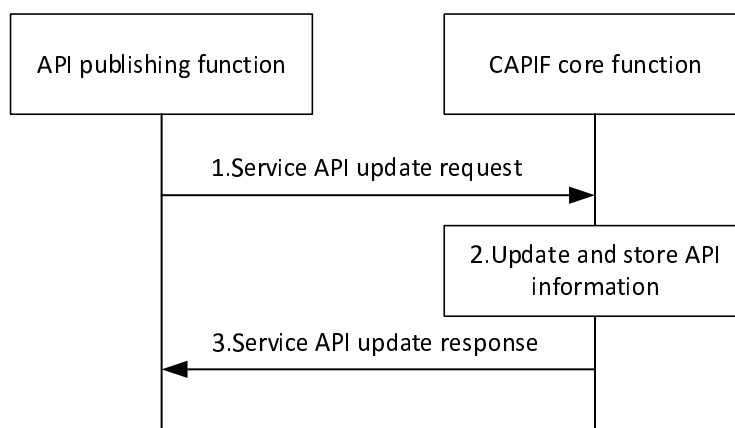 API publishing function
CAPIF core function
1.Service API update request
2.Update and store API
information
3.Service API update response